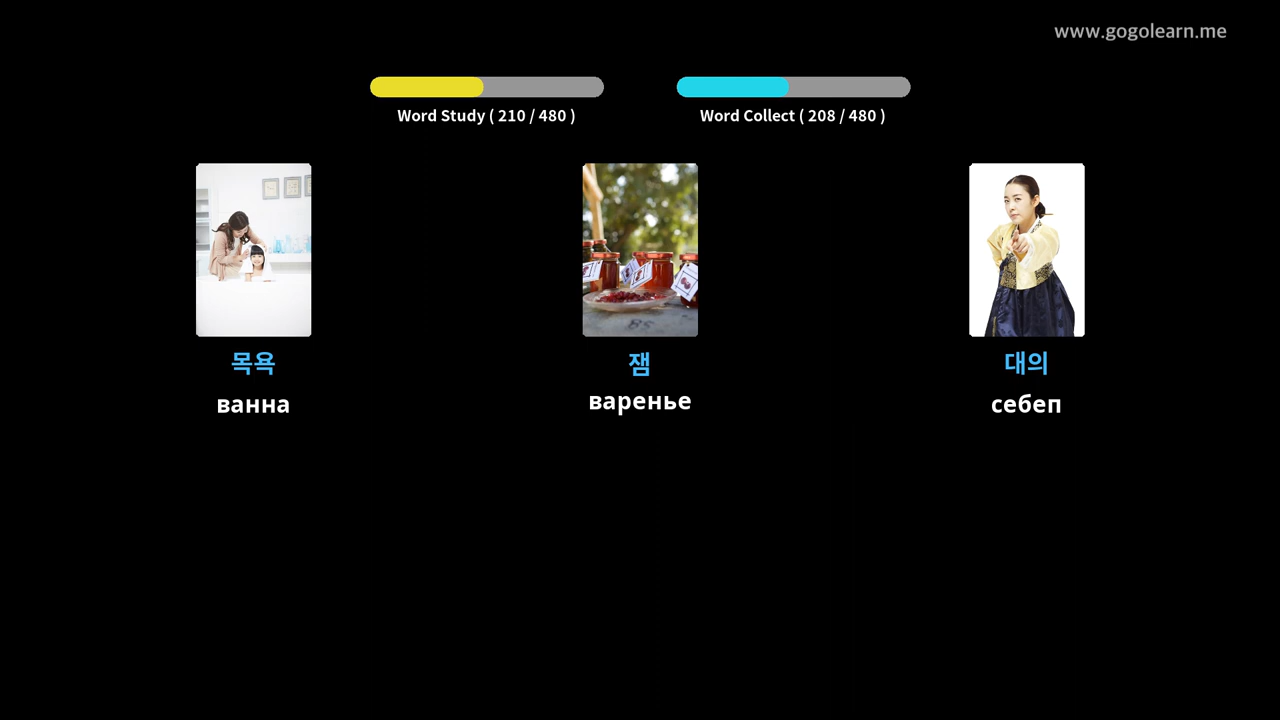 www.gogolearn.me
Word Study ( 210 / 480 )
Word Collect ( 208 / 480 )
목욕
잼
대의
ванна
варенье
себеп